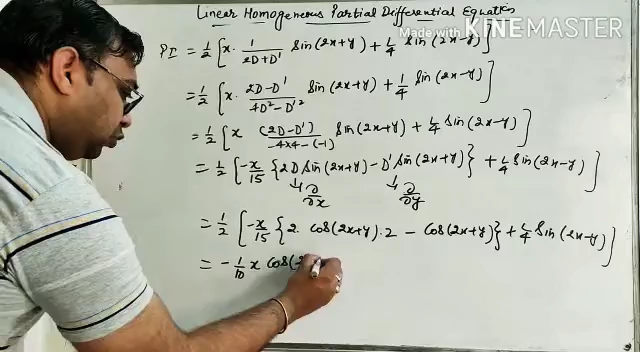 Linear Homogeneous Partial Differential Equation
Made with KINEMASTER
PI = 1/2 [x. 1/(2D+D') Sin(2x+y) + 1/4 Sin(2x-y)]
= 1/2 [x. (2D-D')/(4D²-D'²) Sin(2x+y) + 1/4 Sin(2x-y)]
= 1/2 [x (2D-D')/(-4×4-(-1)) Sin(2x+y) + 1/4 Sin(2x-y)]
= 1/2 [-x/15 {2D Sin(2x+y) - D' Sin(2x+y)} + 1/4 Sin(2x-y)]
↳ ∂/∂x ↳ ∂/∂y
= 1/2 [-x/15 {2. Cos(2x+y).2 - Cos(2x+y)} + 1/4 Sin(2x-y)]
= -1/10 x Cos(2